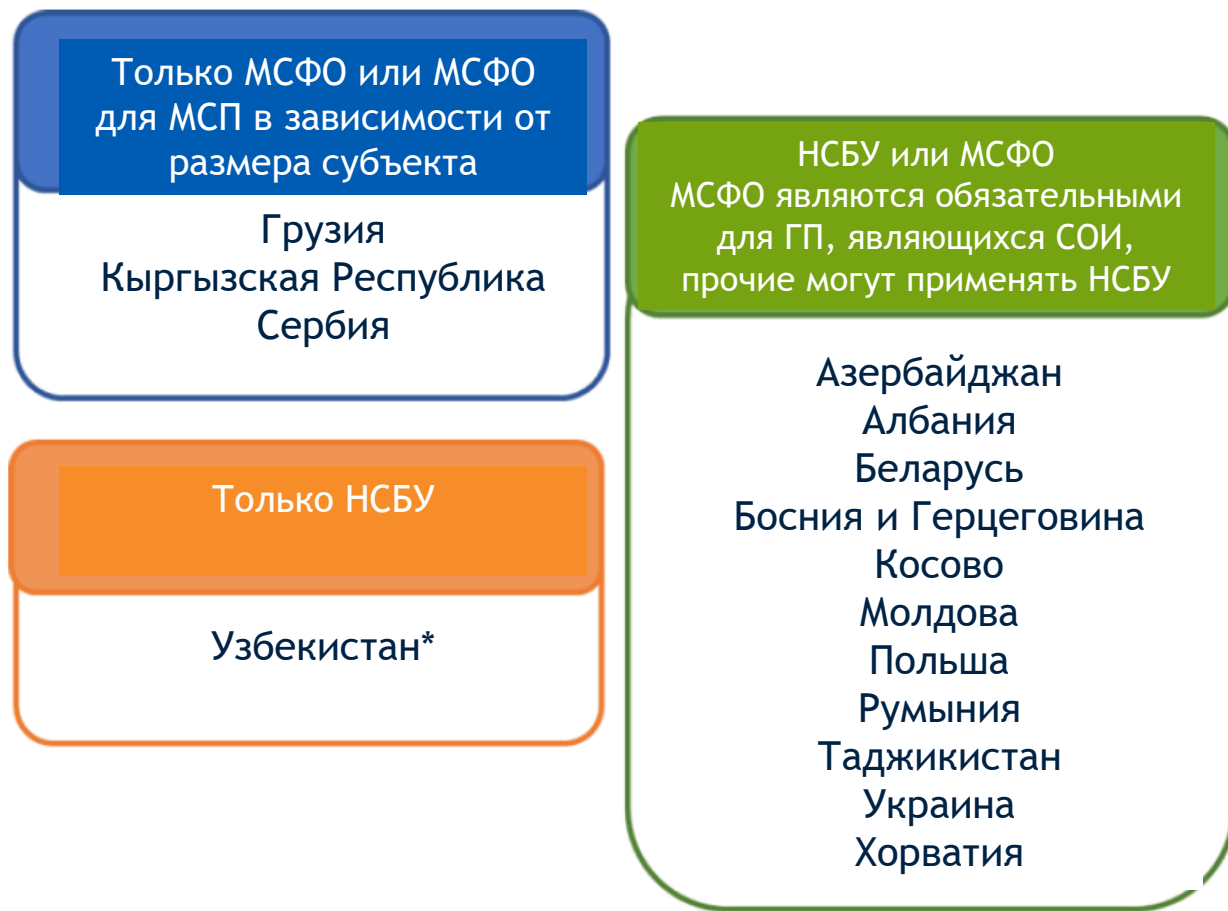 Только МСФО или МСФО
для МСП в зависимости от
размера субъекта
Грузия
Кыргызская Республика
Сербия
Только НСБУ
Узбекистан*
НСБУ или МСФО
МСФО являются обязательными
для ГП, являющихся СОИ,
прочие могут применять НСБУ
Азербайджан
Албания
Беларусь
Босния и Герцеговина
Косово
Молдова
Польша
Румыния
Таджикистан
Украина
Хорватия